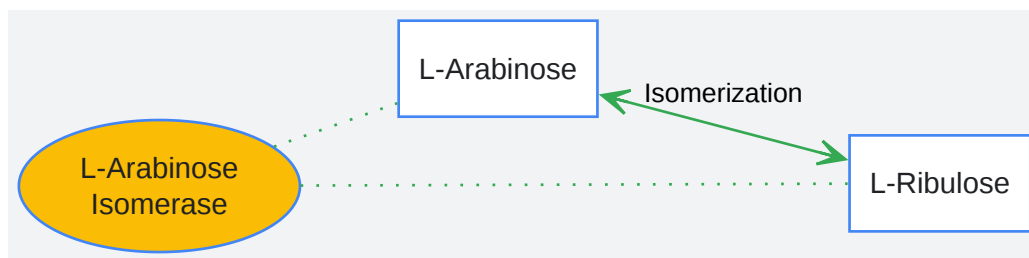 L-Arabinose
Isomerization
L-Arabinose
Isomerase
L-Ribulose